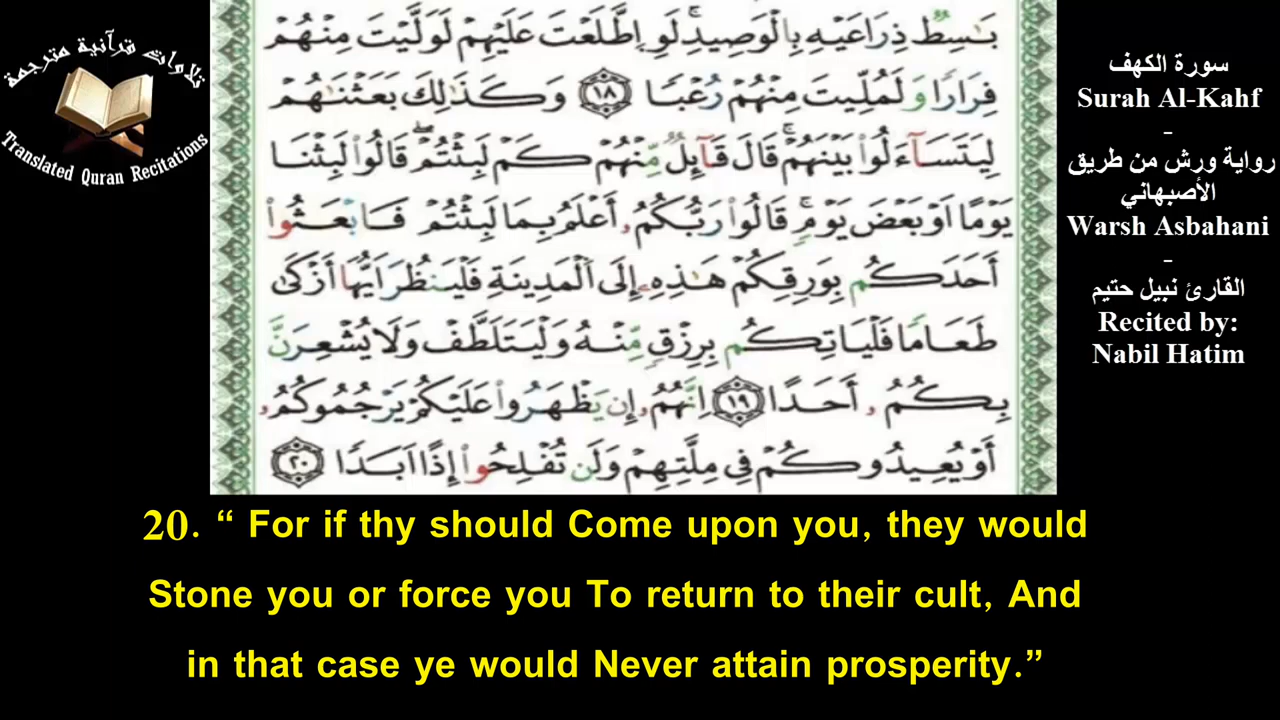 تلاوات قرآنية مترجمة
Translated Quran Recitations
بَٰسِطٌ ذِرَاعَيْهِ بِالْوَصِيدِۚ لَوِ اِ۪طَّلَعْتَ عَلَيْهِمْ لَوَلَّيْتَ مِنْهُمْ
فِرَارًا وَلَمُلِّيتَ مِنْهُمْ رُعْبًا ١٨ وَكَذَٰلِكَ بَعَثْنَٰهُمْ
لِيَتَسَآءَلُوا بَيْنَهُمْۚ قَالَ قَآئِلٌ مِّنْهُمْ كَمْ لَبِثْتُمْۖ قَالُوا لَبِثْنَا
يَوْمًا اَوْ بَعْضَ يَوْمٍۚ قَالُوا رَبُّكُمُۥ أَعْلَمُ بِمَا لَبِثْتُمْ فَابْعَثُوا
أَحَدَكُم بِوَرِقِكُمْ هَٰذِهِۦ إِلَى اَ۬لْمَدِينَةِ فَلْيَنظُرَ اَيُّهَا أَزْكَىٰ
طَعَامًا فَلْيَاتِكُم بِرِزْقٍ مِّنْهُ وَلْيَتَلَطَّفْ وَلَا يُشْعِرَنَّ
بِكُمُۥ أَحَدًا ١٩ اِنَّهُمُۥ إِن يَظْهَرُوا عَلَيْكُمْ يَرْجُمُوكُمُۥ
أَوْ يُعِيدُوكُمْ فِي مِلَّتِهِمْ وَلَن تُفْلِحُوا إِذًا اَبَدًا ٢٠
سورة الكهف
Surah Al-Kahf
-
رواية ورش من طريق
الأصبهاني
Warsh Asbahani
-
القارئ نبيل حتيم
Recited by:
Nabil Hatim
20. “ For if thy should Come upon you, they would
Stone you or force you To return to their cult, And
in that case ye would Never attain prosperity.”